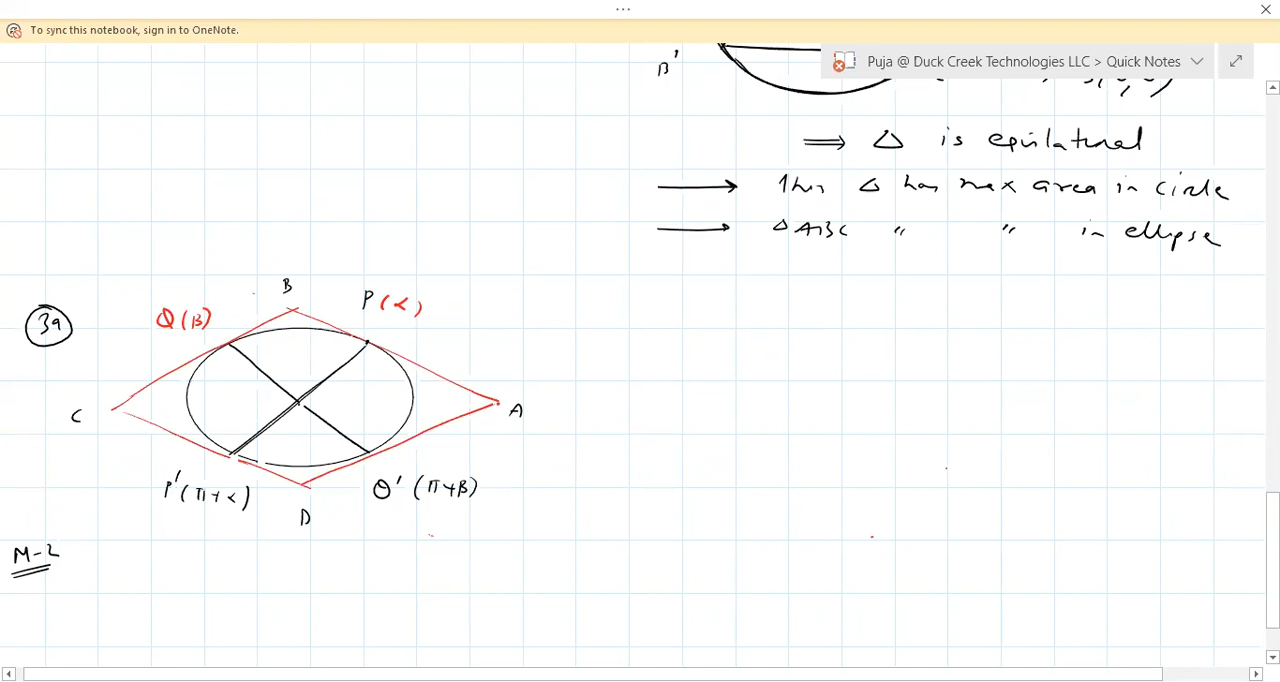 To sync this notebook, sign in to OneNote.
Puja @ Duck Creek Technologies LLC > Quick Notes
B'
⟹ Δ is equilateral
→ This Δ has max area in circle
→ ΔABC " " in ellipse
39
B
P(α)
Q(β)
C
A
P'(π+α)
Q'(π+β)
D
M-2